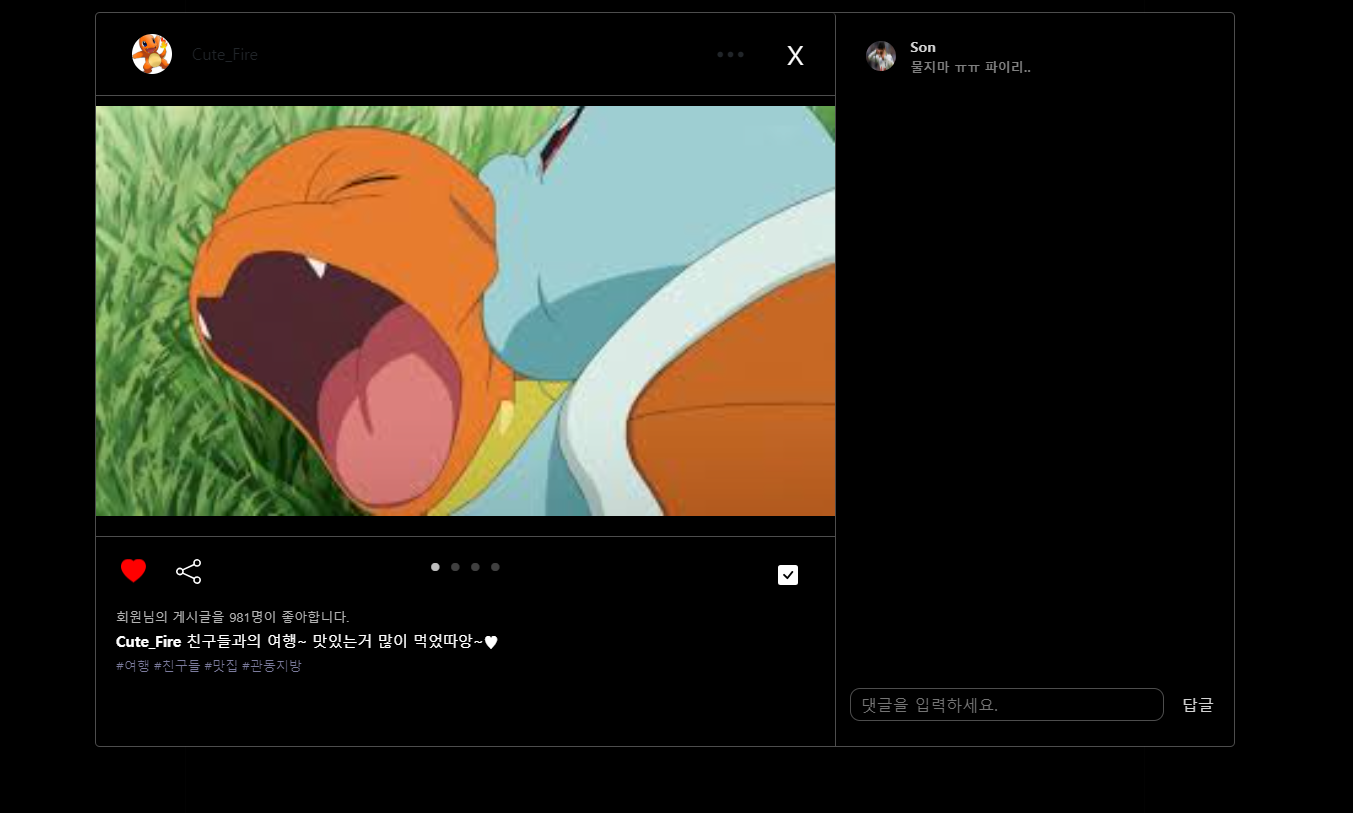 Cute_Fire
X
Son
물지마 ㅠㅠ 파이리..
회원님의 게시글을 981명이 좋아합니다.
Cute_Fire 친구들과의 여행~ 맛있는거 많이 먹었따앙~♥
#여행 #친구들 #맛집 #관동지방
댓글을 입력하세요.
답글